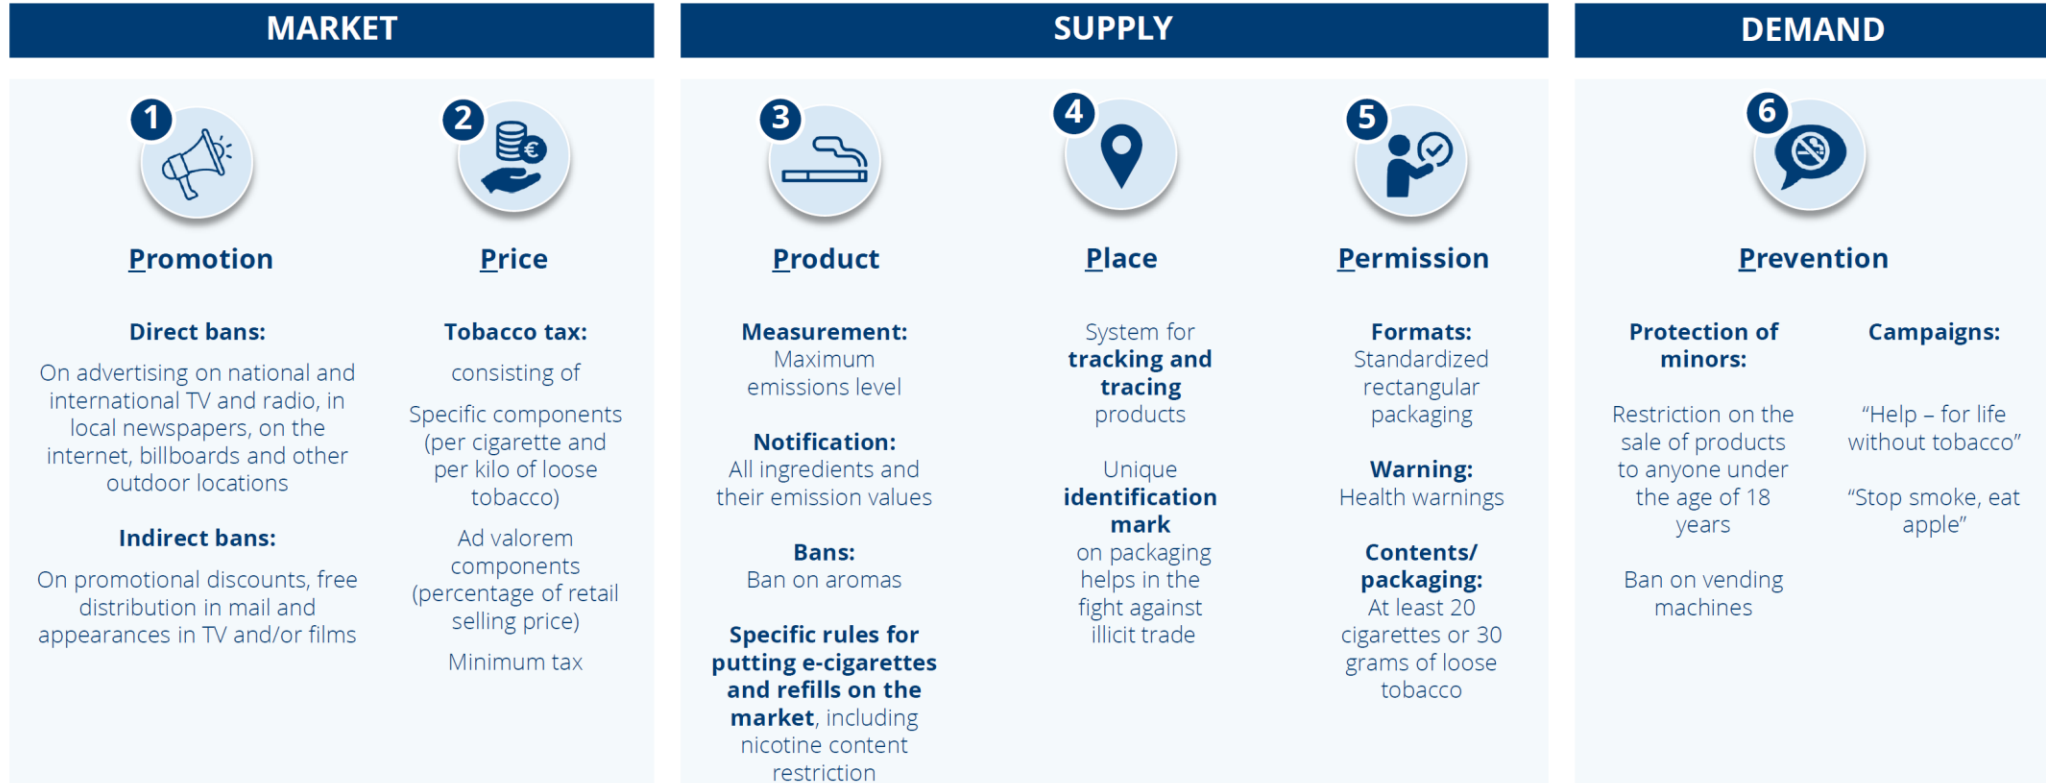 MARKET
1
Promotion
Direct bans:
On advertising on national and
international TV and radio, in
local newspapers, on the
internet, billboards and other
outdoor locations
Indirect bans:
On promotional discounts, free
distribution in mail and
appearances in TV and/or films
2
€
Price
Tobacco tax:
consisting of
Specific components
(per cigarette and
per kilo of loose
tobacco)
Ad valorem
components
(percentage of retail
selling price)
Minimum tax
SUPPLY
3
Product
Measurement:
Maximum
emissions level
Notification:
All ingredients and
their emission values
Bans:
Ban on aromas
Specific rules for
putting e-cigarettes
and refills on the
market, including
nicotine content
restriction
4
Place
System for
tracking and
tracing
products
Unique
identification
mark
on packaging
helps in the
fight against
illicit trade
5
Permission
Formats:
Standardized
rectangular
packaging
Warning:
Health warnings
Contents/
packaging:
At least 20
cigarettes or 30
grams of loose
tobacco
DEMAND
6
Prevention
Protection of
minors:
Restriction on the
sale of products
to anyone under
the age of 18
years
Ban on vending
machines
Campaigns:
“Help – for life
without tobacco”
“Stop smoke, eat
apple”